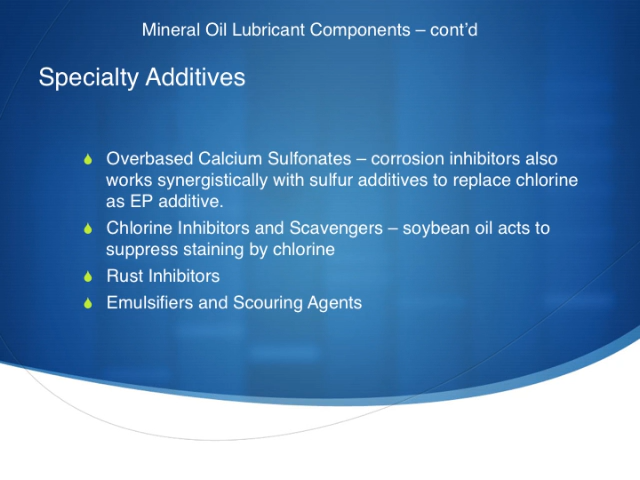 Mineral Oil Lubricant Components – cont’d
Specialty Additives
Overbased Calcium Sulfonates – corrosion inhibitors also
works synergistically with sulfur additives to replace chlorine
as EP additive.
Chlorine Inhibitors and Scavengers – soybean oil acts to
suppress staining by chlorine
Rust Inhibitors
Emulsifiers and Scouring Agents